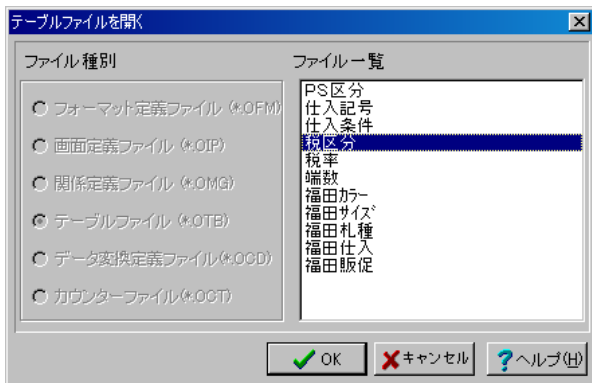 テーブルファイルを開く
ファイル種別
フォーマット定義ファイル (*.OFM)
画面定義ファイル (*.OIP)
関係定義ファイル (*.OMG)
テーブルファイル (*.OTB)
データ変換定義ファイル(*.OCD)
カウンターファイル(*.OCT)
ファイル一覧
PS区分
仕入記号
仕入条件
税区分
税率
端数
福田ｶﾗｰ
福田ｻｲｽﾞ
福田札種
福田仕入
福田販促
OK
キャンセル
ヘルプ(H)